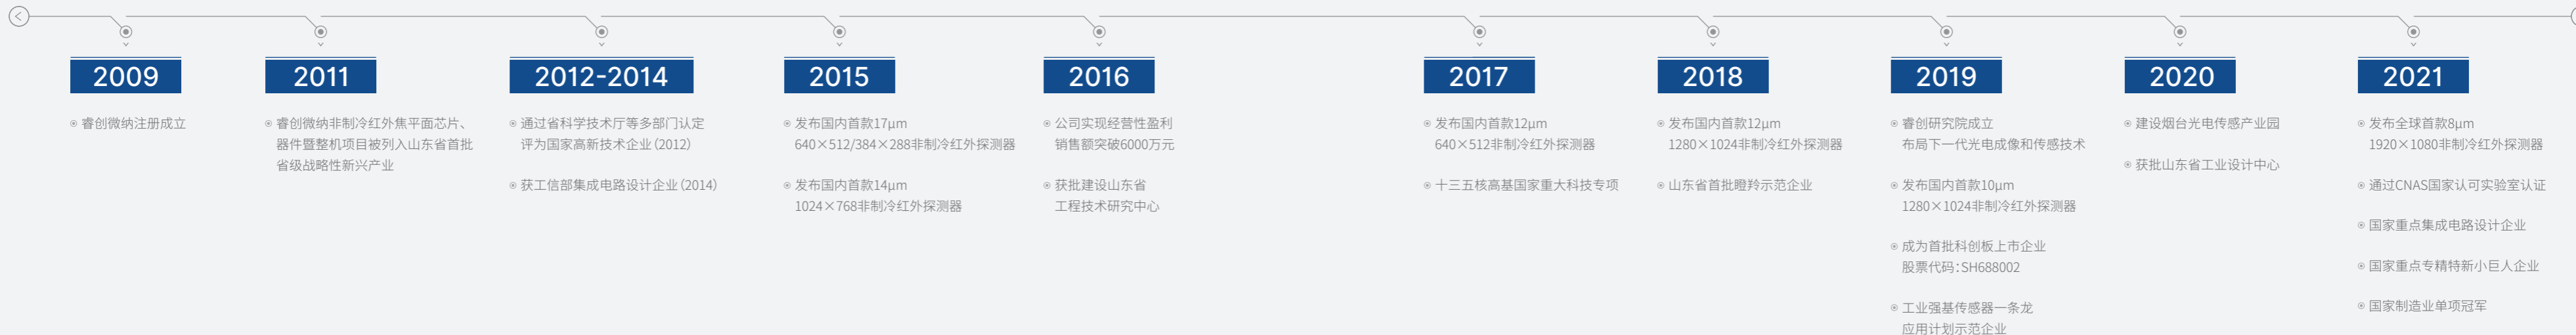 2009
睿创微纳注册成立
2011
睿创微纳非制冷红外焦平面芯片、
器件暨整机项目被列入山东省首批
省级战略性新兴产业
2012-2014
通过省科学技术厅等多部门认定
评为国家高新技术企业(2012)
获工信部集成电路设计企业(2014)
2015
发布国内首款17μm
640×512/384×288非制冷红外探测器
发布国内首款14μm
1024×768非制冷红外探测器
2016
公司实现经营性盈利
销售额突破6000万元
获批建设山东省
工程技术研究中心
2017
发布国内首款12μm
640×512非制冷红外探测器
十三五核高基国家重大科技专项
2018
发布国内首款12μm
1280×1024非制冷红外探测器
山东省首批瞪羚示范企业
2019
睿创研究院成立
布局下一代光电成像和传感技术
发布国内首款10μm
1280×1024非制冷红外探测器
成为首批科创板上市企业
股票代码：SH688002
工业强基传感器一条龙
应用计划示范企业
2020
建设烟台光电传感产业园
获批山东省工业设计中心
2021
发布全球首款8μm
1920×1080非制冷红外探测器
通过CNAS国家认可实验室认证
国家重点集成电路设计企业
国家重点专精特新小巨人企业
国家制造业单项冠军